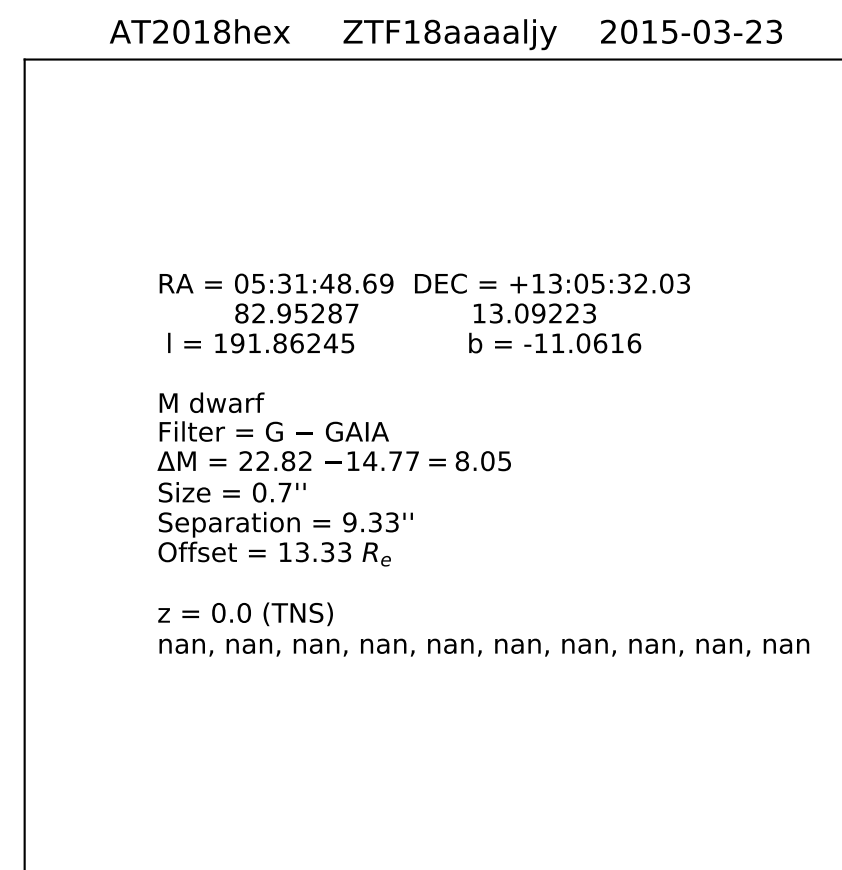 AT2018hex ZTF18aaaaljy 2015-03-23
RA = 05:31:48.69 DEC = +13:05:32.03
82.95287 13.09223
l = 191.86245 b = -11.0616
M dwarf
Filter = G − GAIA
ΔM = 22.82 −14.77 = 8.05
Size = 0.7''
Separation = 9.33''
Offset = 13.33 Re
z = 0.0 (TNS)
nan, nan, nan, nan, nan, nan, nan, nan, nan, nan